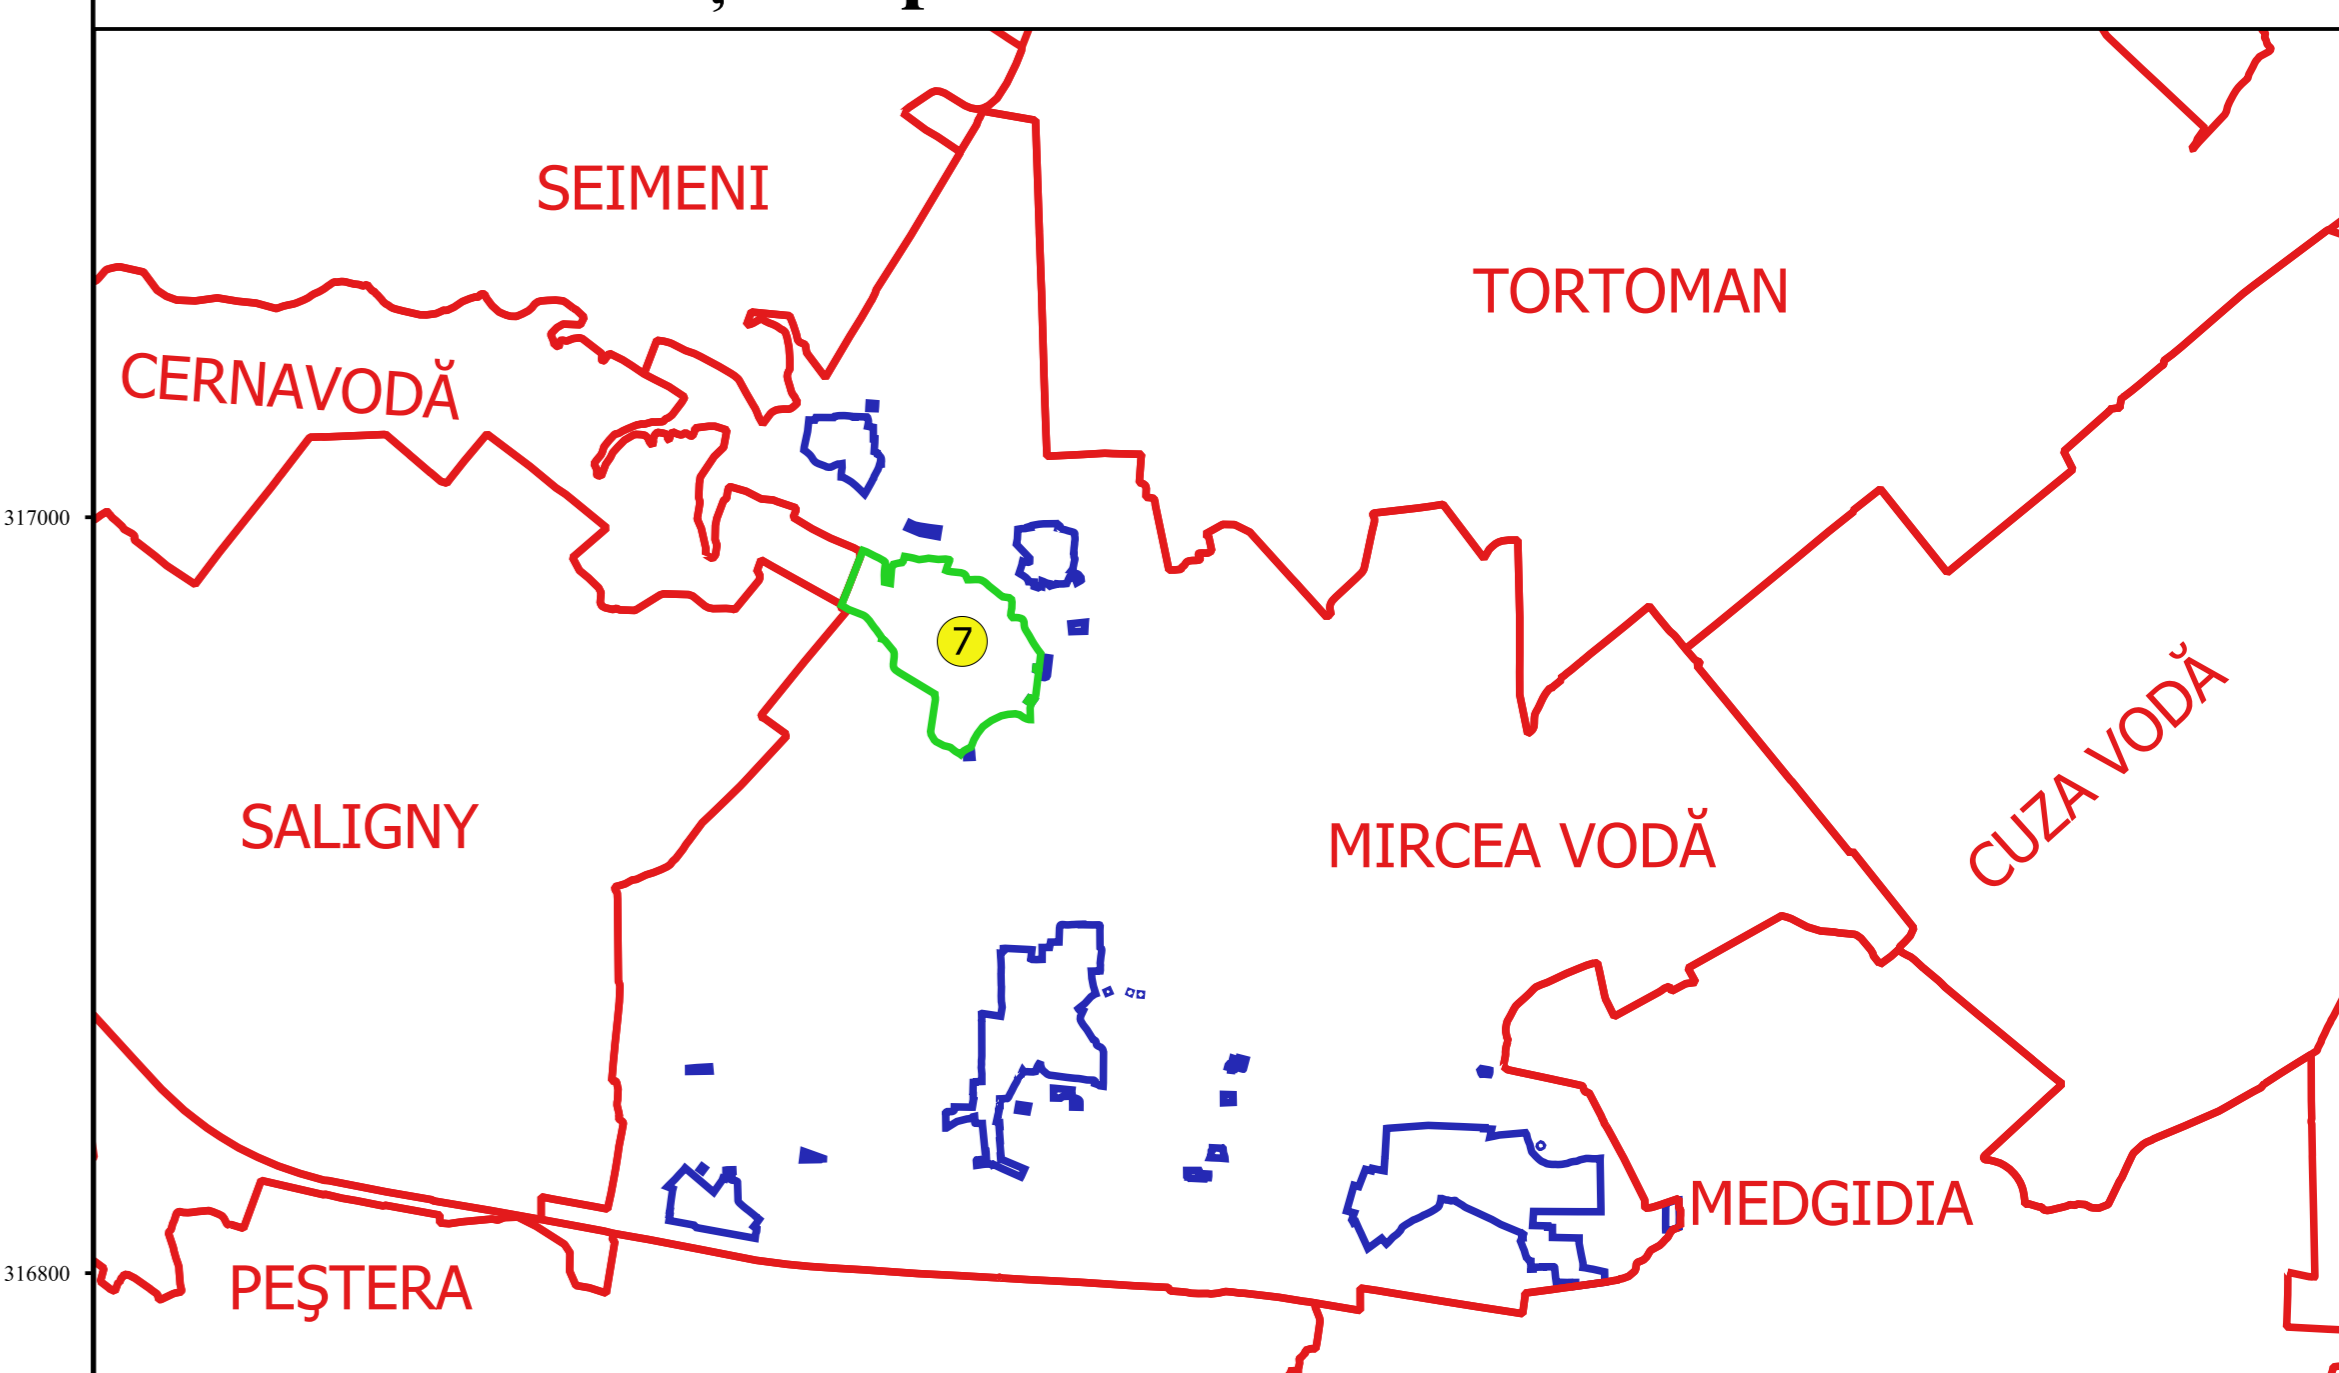 SEIMENI
TORTOMAN
CERNAVODĂ
317000
7
CUZA VODĂ
SALIGNY
MIRCEA VODĂ
MEDGIDIA
316800
PEŞTERA